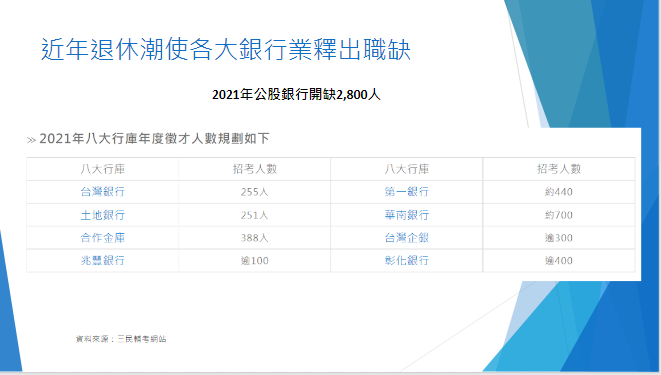 近年退休潮使各大銀行業釋出職缺
2021年公股銀行開缺2,800人
≫ 2021年八大行庫年度徵才人數規劃如下
八大行庫 招考人數 八大行庫 招考人數
台灣銀行 255人 第一銀行 約440
土地銀行 251人 華南銀行 約700
合作金庫 388人 台灣企銀 逾300
兆豐銀行 逾100 彰化銀行 逾400
資料來源：三民輔考網站